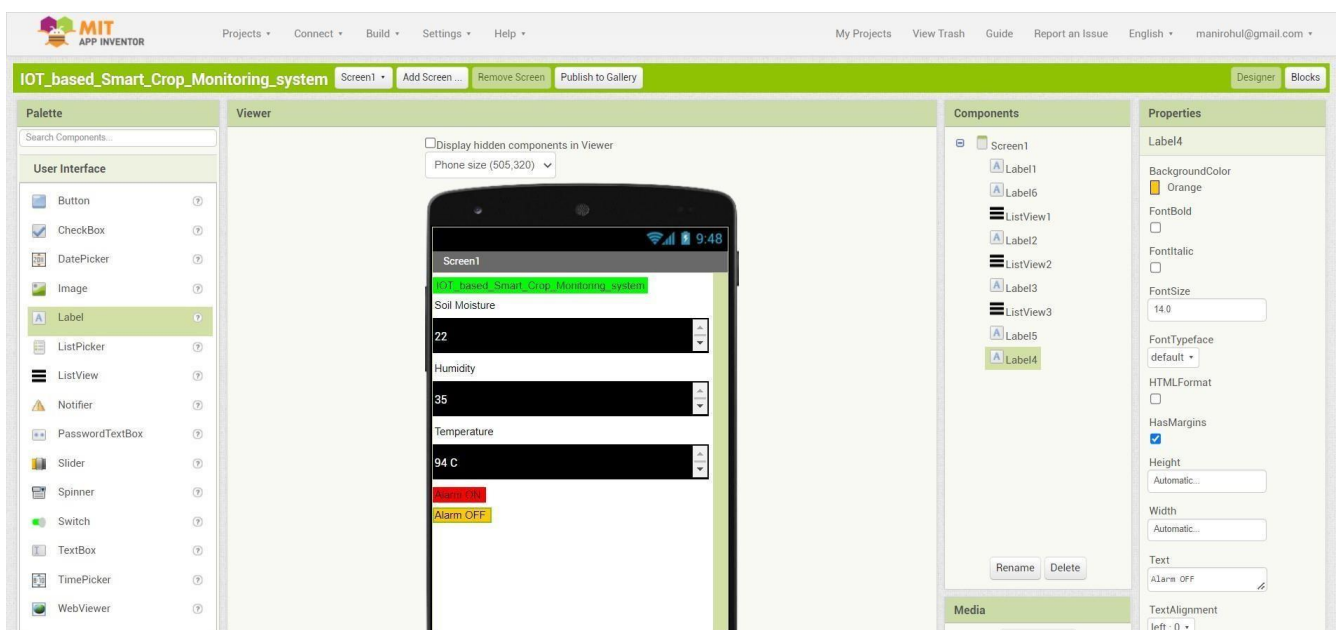 MIT
APP INVENTOR
Projects Connect Build Settings Help My Projects View Trash Guide Report an Issue English manirohul@gmail.com
IOT_based_Smart_Crop_Monitoring_system Screen1 Add Screen ... Remove Screen Publish to Gallery Designer Blocks
Palette
Search Components...
User Interface
Button
CheckBox
DatePicker
Image
Label
ListPicker
ListView
Notifier
PasswordTextBox
Slider
Spinner
Switch
TextBox
TimePicker
WebViewer
Viewer
Display hidden components in Viewer
Phone size (505,320)
9:48
Screen1
IOT_based_Smart_Crop_Monitoring_system
Soil Moisture
22
Humidity
35
Temperature
94 C
Alarm ON
Alarm OFF
Components
Screen1
Label1
Label6
ListView1
Label2
ListView2
Label3
ListView3
Label5
Label4
Rename Delete
Media
Properties
Label4
BackgroundColor
Orange
FontBold
FontItalic
FontSize
14.0
FontTypeface
default
HTMLFormat
HasMargins
Height
Automatic...
Width
Automatic...
Text
Alarm OFF
TextAlignment
left : 0